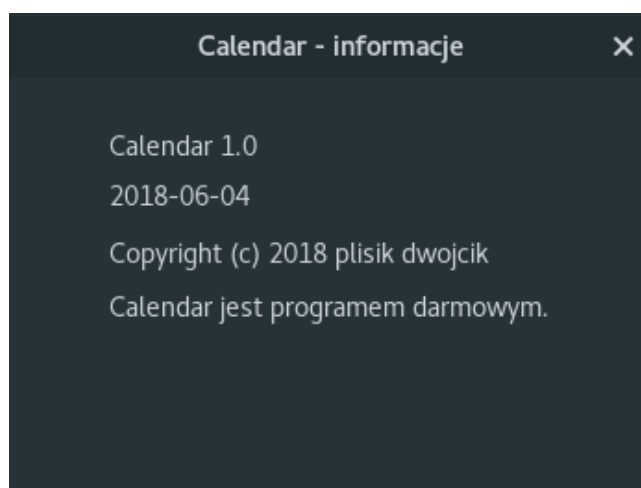 Calendar - informacje
Calendar 1.0
2018-06-04
Copyright (c) 2018 plisik dwojcik
Calendar jest programem darmowym.